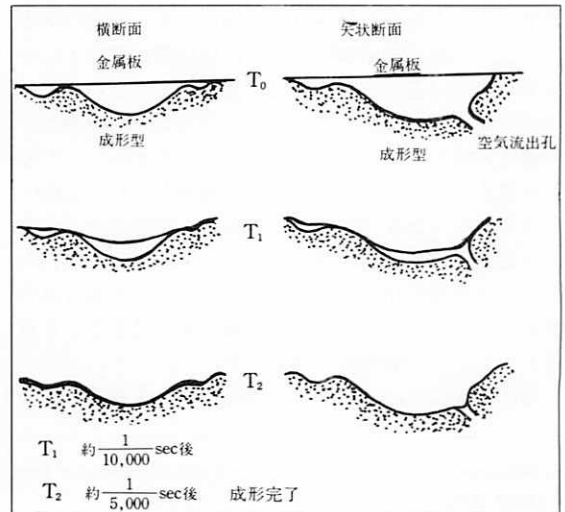 横断面 矢状断面
金属板 金属板
T₀
成形型 成形型 空気流出孔
T₁
T₂
T₁ 約 1/10,000 sec後
T₂ 約 1/5,000 sec後 成形完了